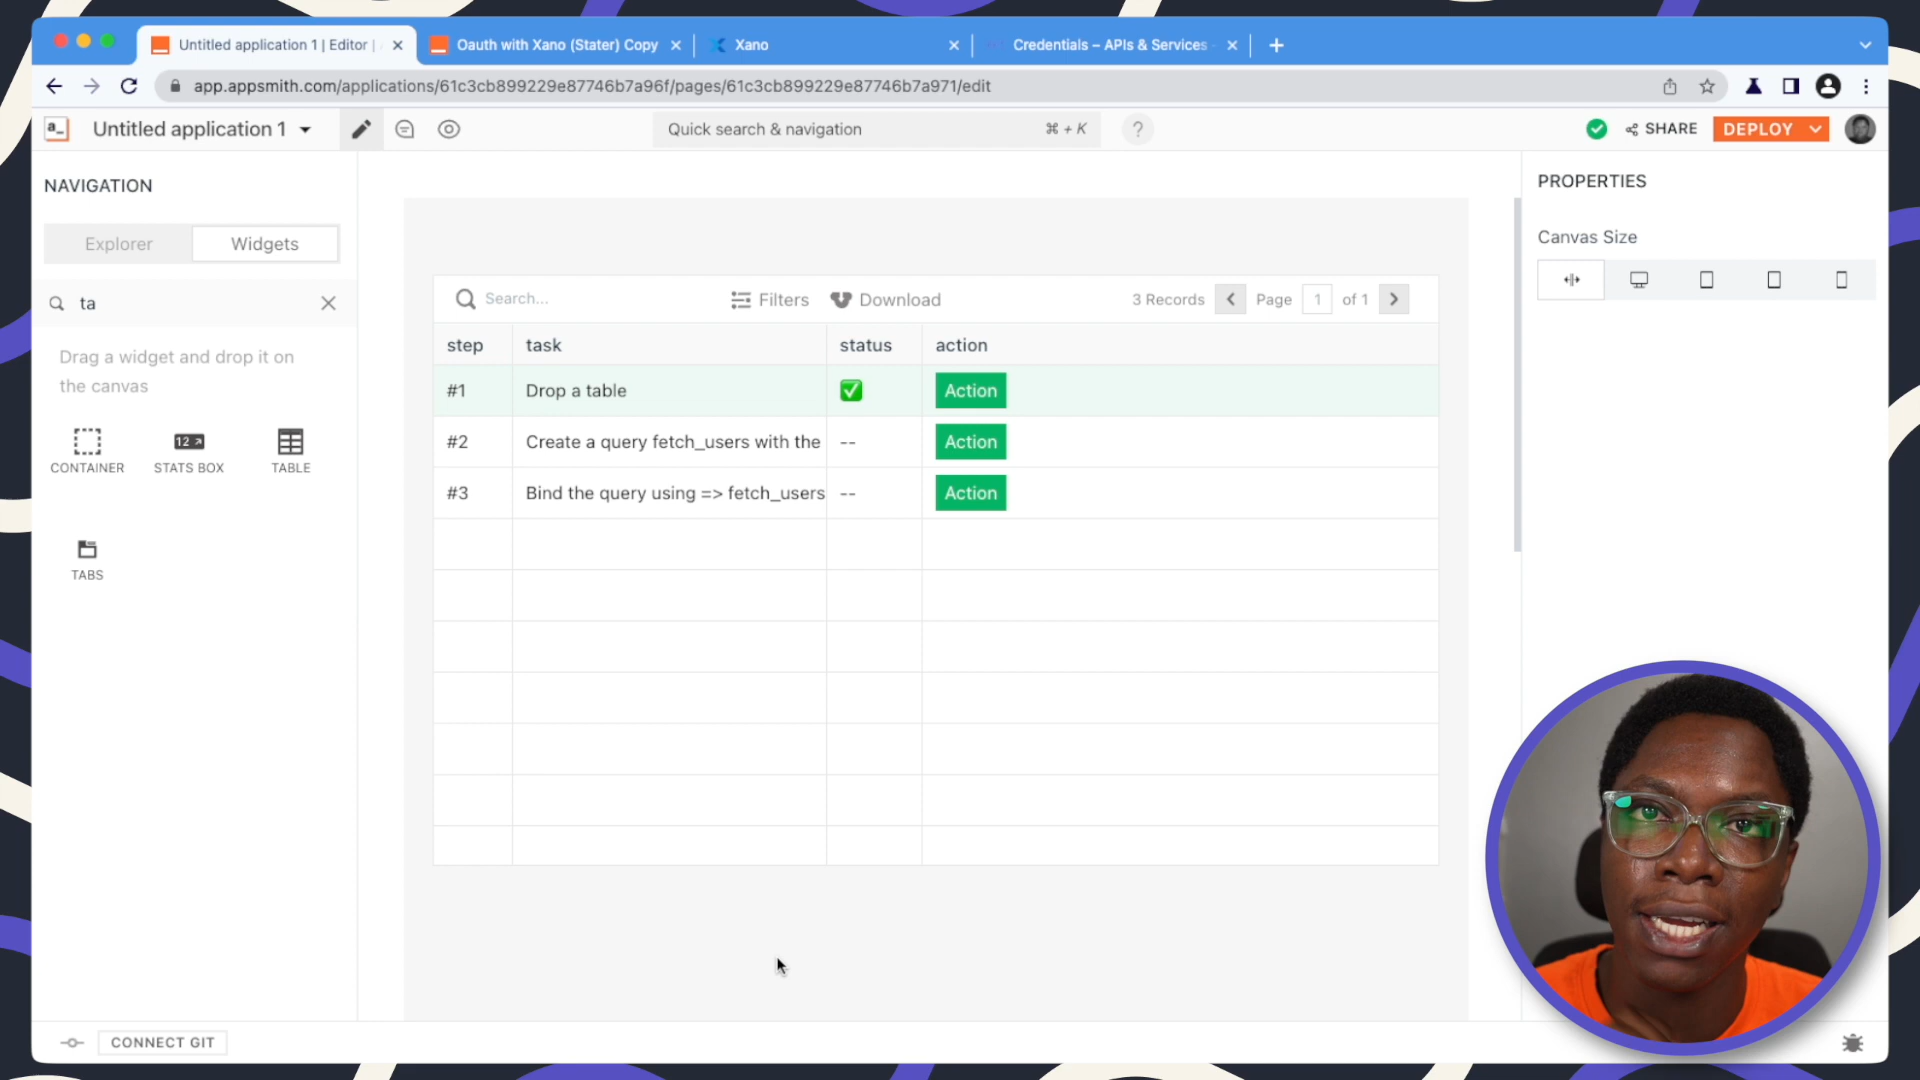 Untitled application 1 | Editor |
Oauth with Xano (Stater) Copy
Xano
Credentials – APIs & Services
app.appsmith.com/applications/61c3cb899229e87746b7a96f/pages/61c3cb899229e87746b7a971/edit
a_
Untitled application 1
Quick search & navigation
⌘ + K
?
SHARE
DEPLOY
NAVIGATION
Explorer
Widgets
ta
Drag a widget and drop it on
the canvas
CONTAINER
STATS BOX
TABLE
TABS
Search...
Filters
Download
3 Records
Page
1
of 1
step
task
status
action
#1
Drop a table
Action
#2
Create a query fetch_users with the
--
Action
#3
Bind the query using => fetch_users
--
Action
PROPERTIES
Canvas Size
CONNECT GIT